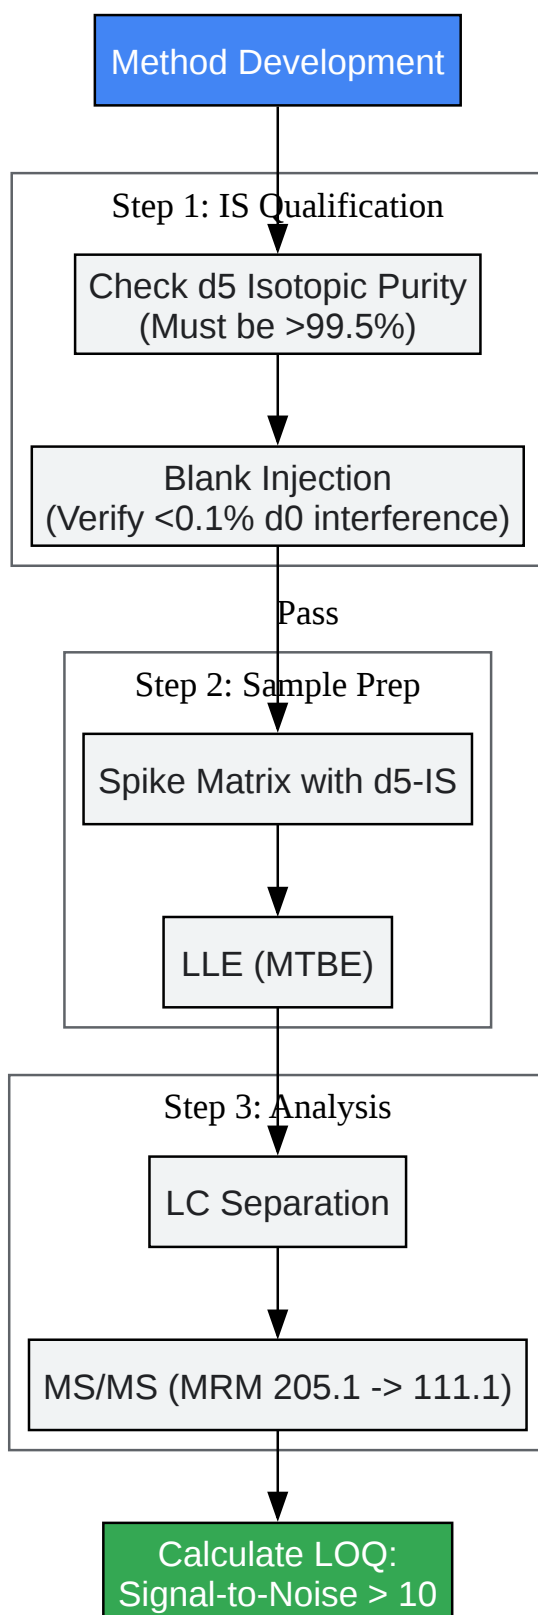 Method Development
Step 1: IS Qualification
Check d5 Isotopic Purity
(Must be >99.5%)
Blank Injection
(Verify <0.1% d0 interference)
Pass
Step 2: Sample Prep
Spike Matrix with d5-IS
LLE (MTBE)
Step 3: Analysis
LC Separation
MS/MS (MRM 205.1 -> 111.1)
Calculate LOQ:
Signal-to-Noise > 10